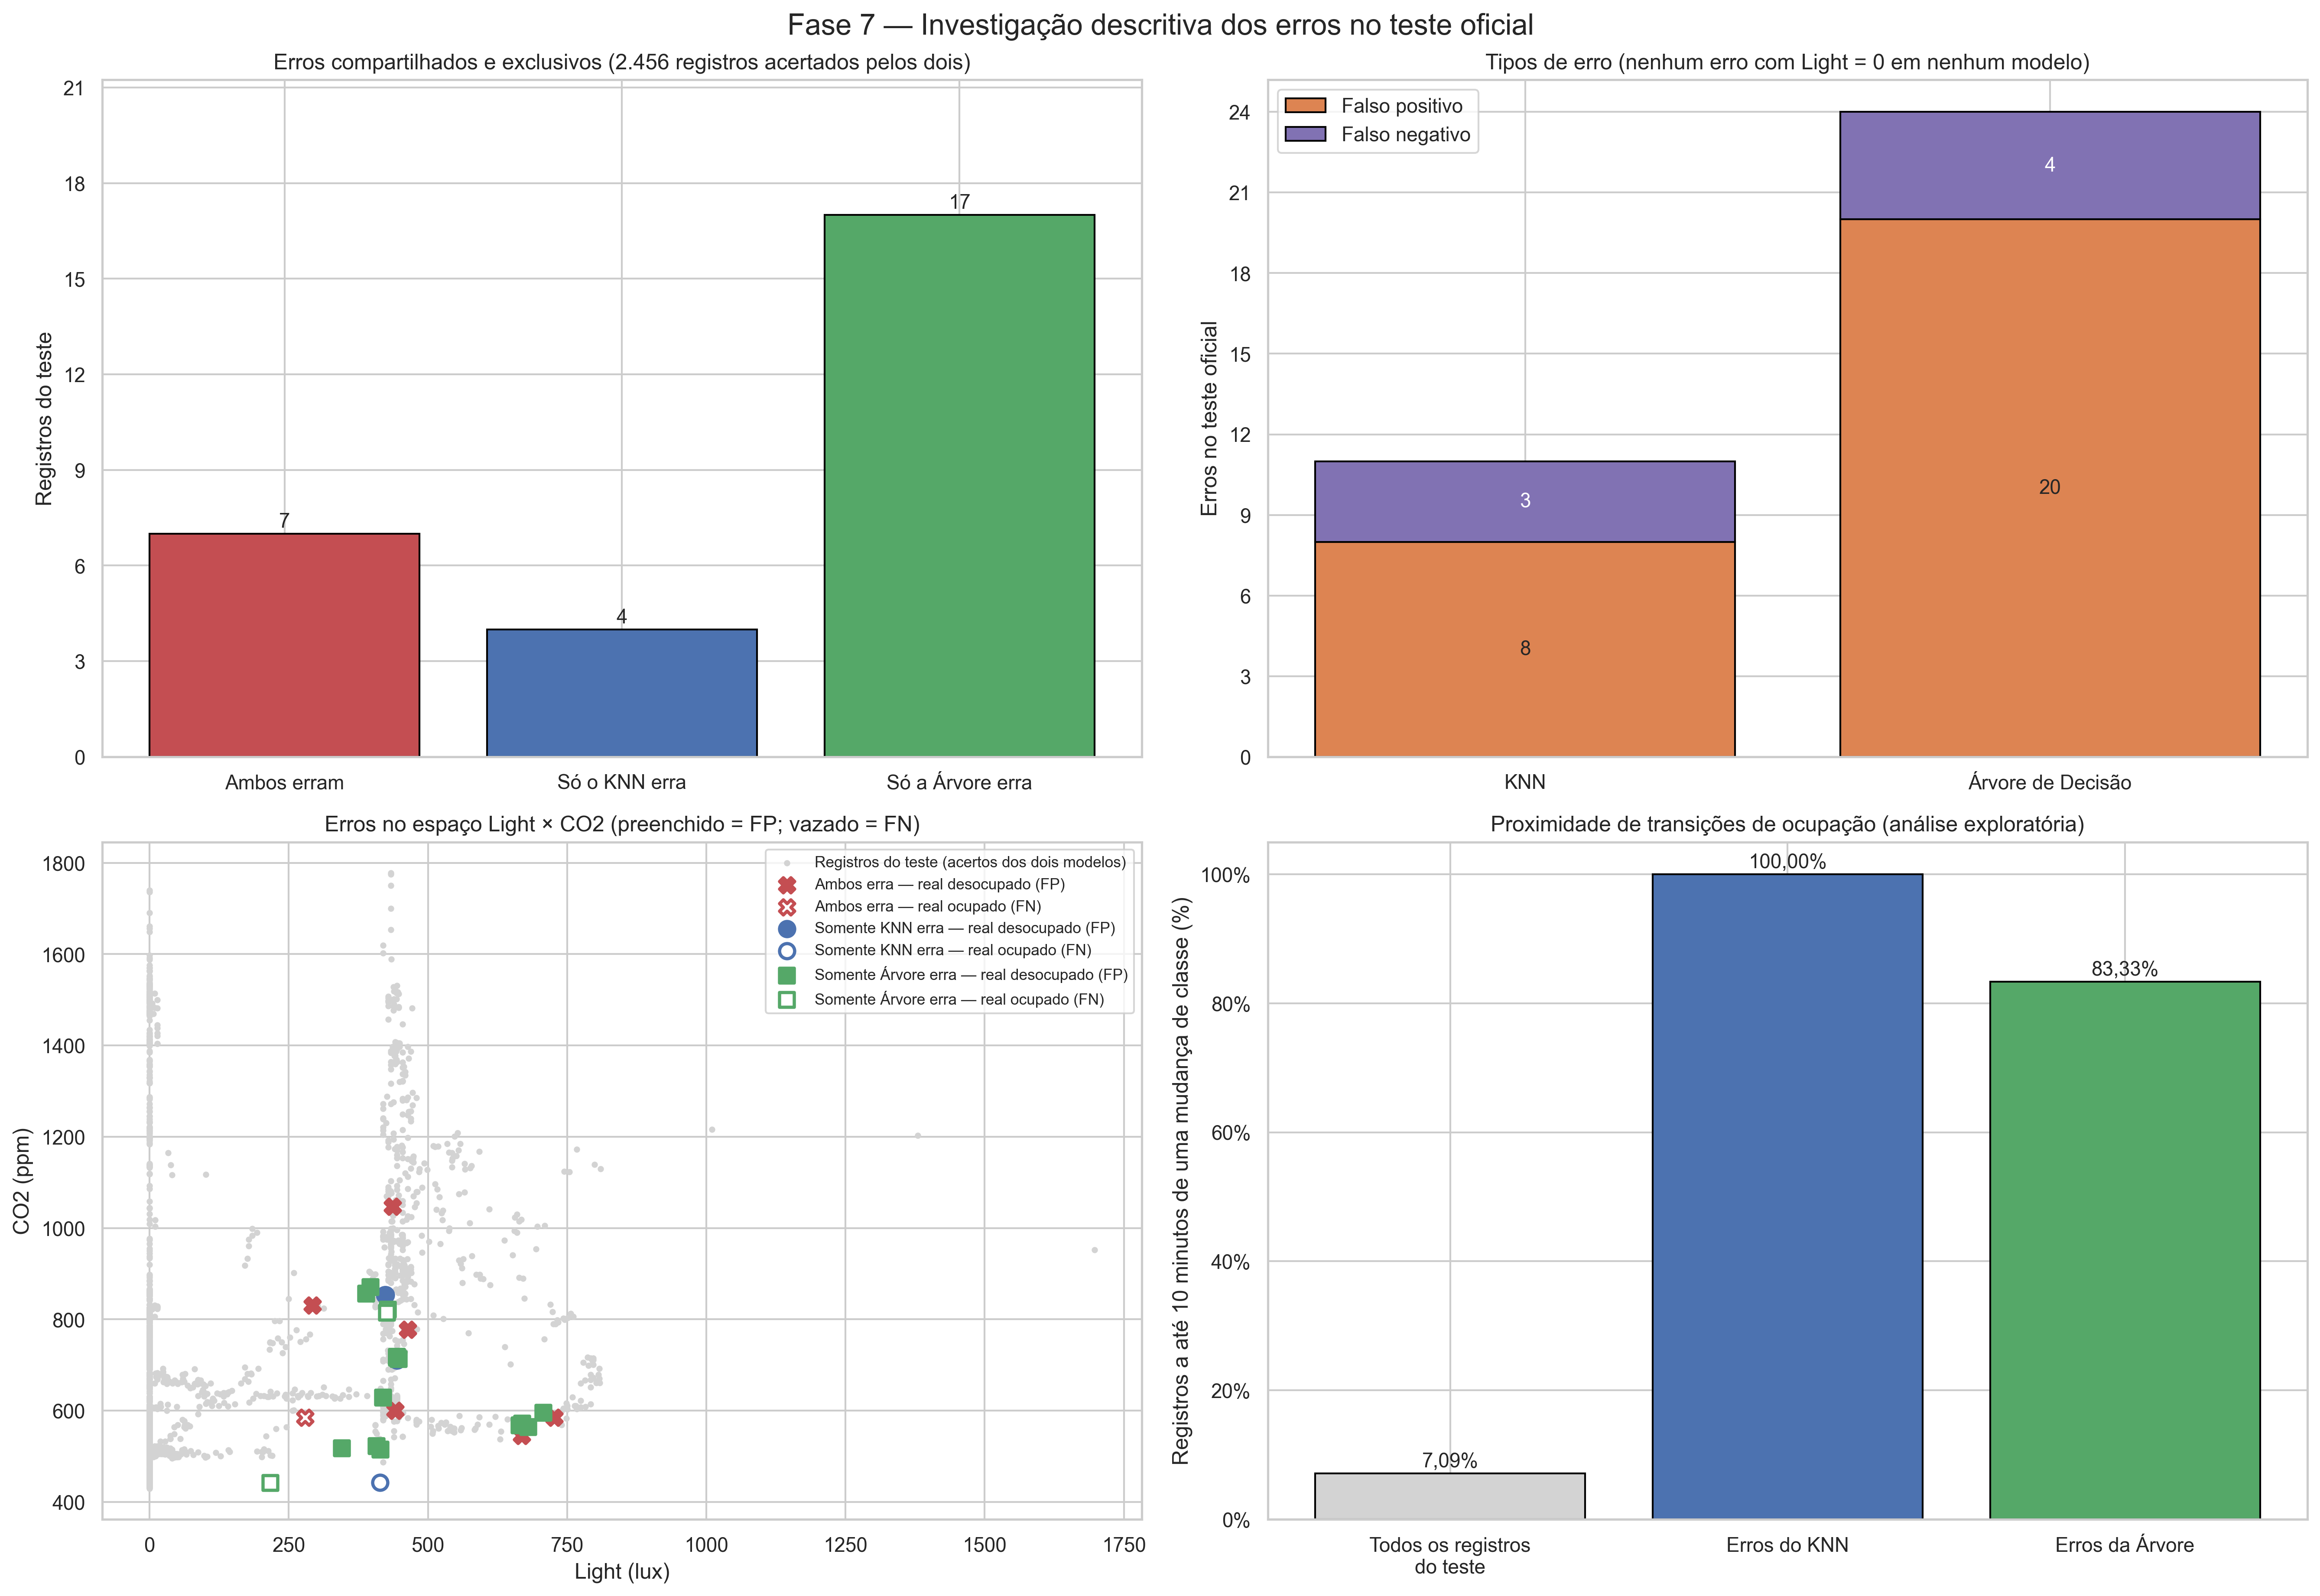 Fase 7 — Investigação descritiva dos erros no teste oficial
Erros compartilhados e exclusivos (2.456 registros acertados pelos dois)
Registros do teste
21
18
15
12
9
6
3
0
7
4
17
Ambos erram
Só o KNN erra
Só a Árvore erra
Tipos de erro (nenhum erro com Light = 0 em nenhum modelo)
Falso positivo
Falso negativo
Erros no teste oficial
24
21
18
15
12
9
6
3
0
3
8
4
20
KNN
Árvore de Decisão
Erros no espaço Light × CO2 (preenchido = FP; vazado = FN)
Registros do teste (acertos dos dois modelos)
Ambos erra — real desocupado (FP)
Ambos erra — real ocupado (FN)
Somente KNN erra — real desocupado (FP)
Somente KNN erra — real ocupado (FN)
Somente Árvore erra — real desocupado (FP)
Somente Árvore erra — real ocupado (FN)
CO2 (ppm)
1800
1600
1400
1200
1000
800
600
400
0
250
500
750
1000
1250
1500
1750
Light (lux)
Proximidade de transições de ocupação (análise exploratória)
Registros a até 10 minutos de uma mudança de classe (%)
100%
80%
60%
40%
20%
0%
7,09%
100,00%
83,33%
Todos os registros
do teste
Erros do KNN
Erros da Árvore